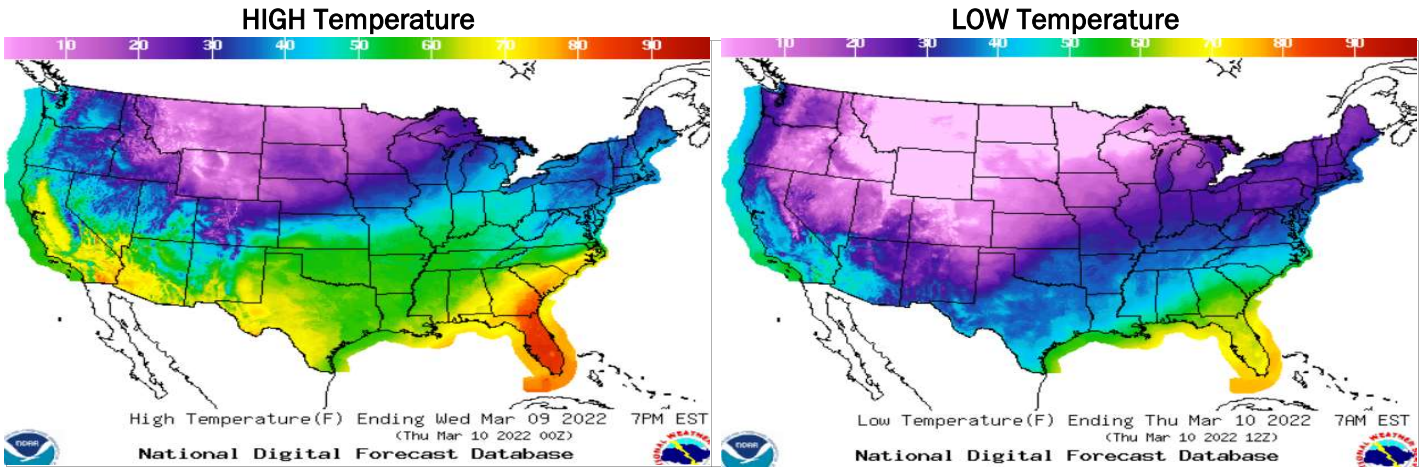 HIGH Temperature
10 20 30 40 50 60 70 80 90
High Temperature(F) Ending Wed Mar 09 2022 7PM EST
(Thu Mar 10 2022 00Z)
National Digital Forecast Database
NOAA
LOW Temperature
10 20 30 40 50 60 70 80 90
Low Temperature(F) Ending Thu Mar 10 2022 7AM EST
(Thu Mar 10 2022 12Z)
National Digital Forecast Database
NOAA